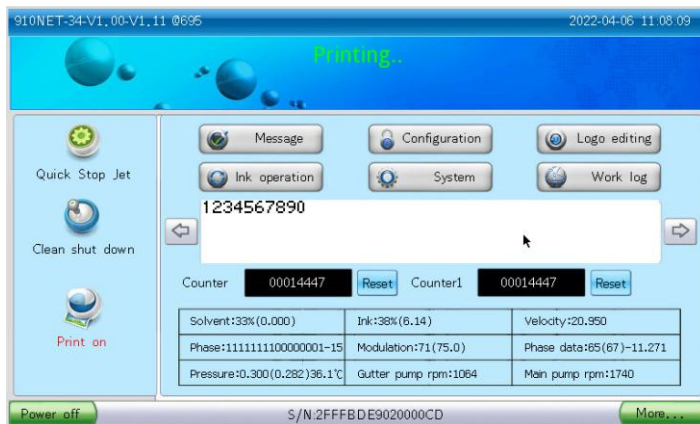 910NET-34-V1.00-V1.11 @695 2022-04-06 11:08:09
Printing..
Quick Stop Jet
Clean shut down
Print on
Message Configuration Logo editing
Ink operation System Work log
1234567890
Counter 00014447 Reset Counter1 00014447 Reset
Solvent:33%(0.000) Ink:38%(6.14) Velocity:20.950
Phase:1111111100000001-15 Modulation:71(75.0) Phase data:65(67)-11.271
Pressure:0.300(0.282)36.1℃ Gutter pump rpm:1064 Main pump rpm:1740
Power off S/N:2FFFBDE9020000CD More...